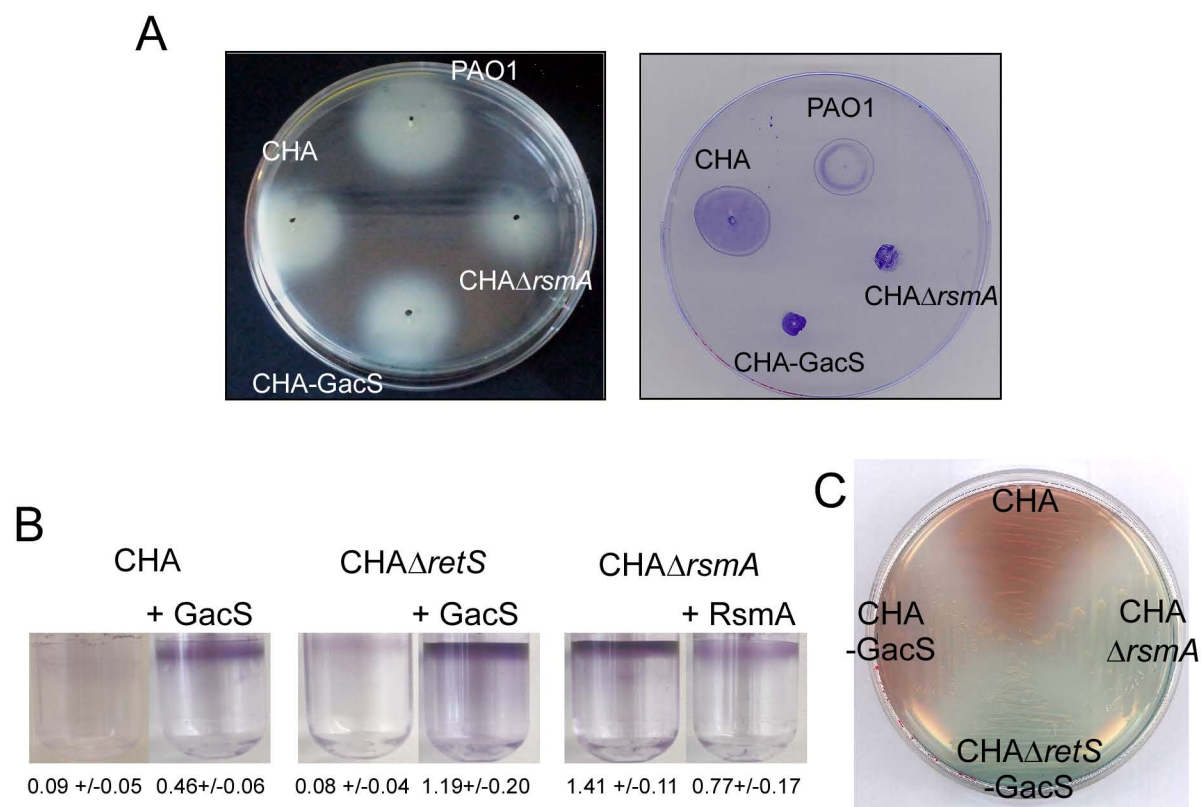 A
PAO1
CHA
CHAΔrsmA
CHA-GacS
PAO1
CHA
CHAΔrsmA
CHA-GacS
B
CHA
CHAΔretS
CHAΔrsmA
+ GacS
+ GacS
+ RsmA
0.09 +/-0.05
0.46+/-0.06
0.08 +/-0.04
1.19+/-0.20
1.41 +/-0.11
0.77+/-0.17
C
CHA
CHA
-GacS
CHA
ΔrsmA
CHAΔretS
-GacS